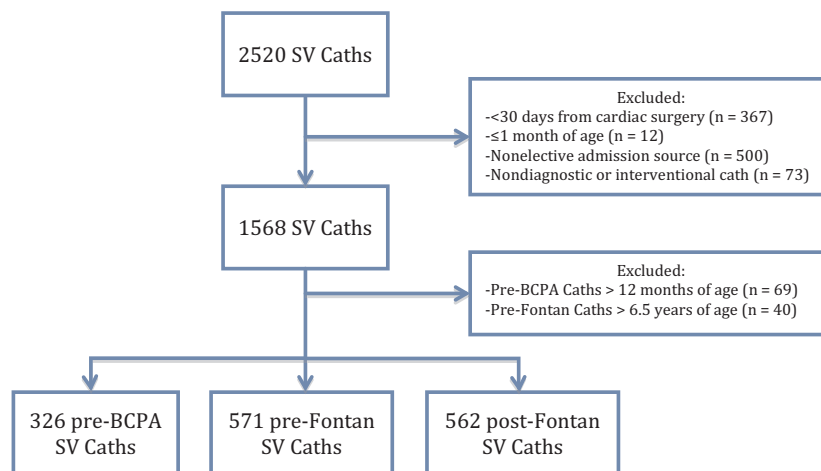 2520 SV Caths
Excluded:
-<30 days from cardiac surgery (n = 367)
-≤1 month of age (n = 12)
-Nonelective admission source (n = 500)
-Nondiagnostic or interventional cath (n = 73)
1568 SV Caths
Excluded:
-Pre-BCPA Caths > 12 months of age (n = 69)
-Pre-Fontan Caths > 6.5 years of age (n = 40)
326 pre-BCPA
SV Caths
571 pre-Fontan
SV Caths
562 post-Fontan
SV Caths